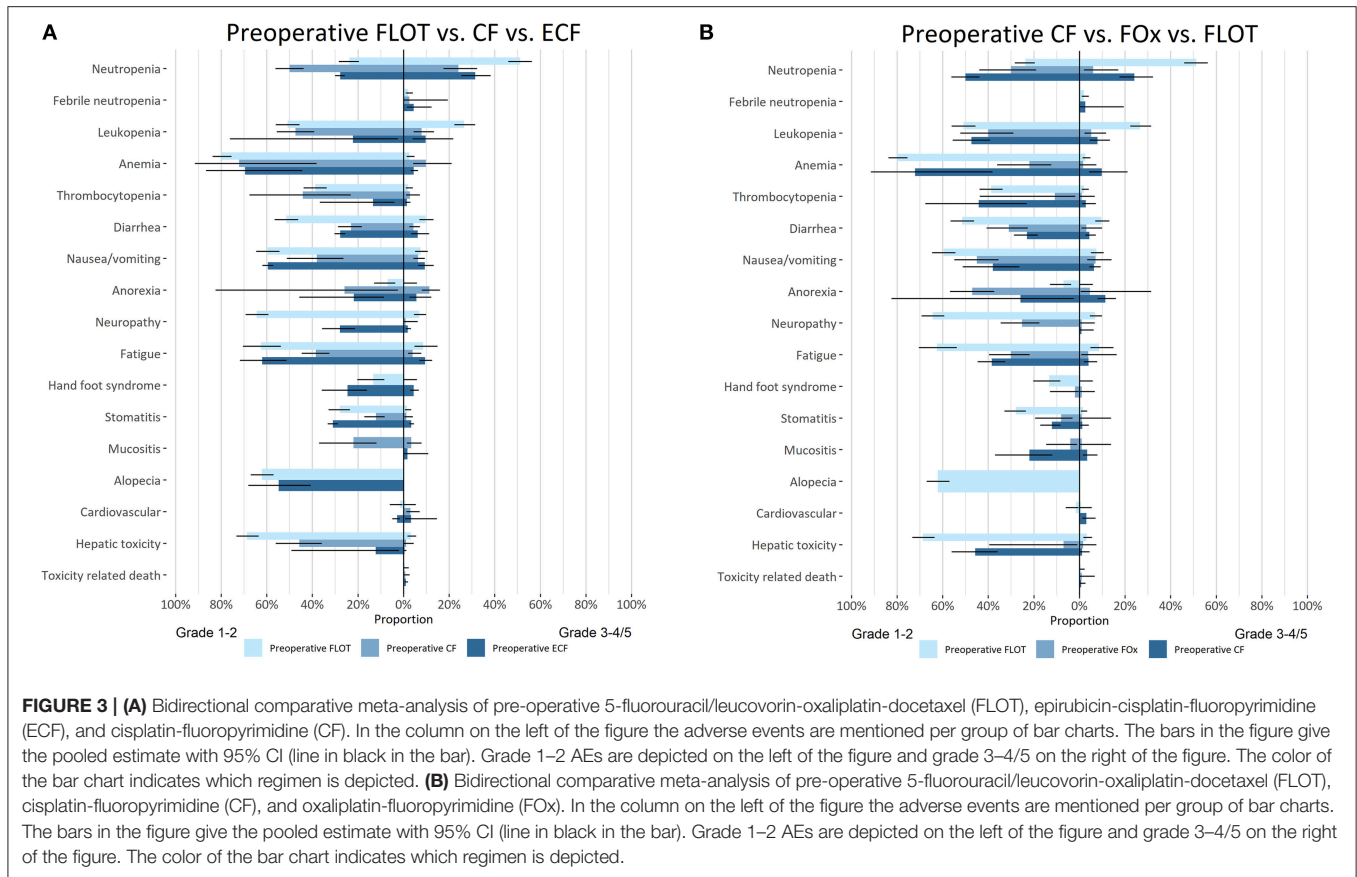 A
Preoperative FLOT vs. CF vs. ECF
Neutropenia
Febrile neutropenia
Leukopenia
Anemia
Thrombocytopenia
Diarrhea
Nausea/vomiting
Anorexia
Neuropathy
Fatigue
Hand foot syndrome
Stomatitis
Mucositis
Alopecia
Cardiovascular
Hepatic toxicity
Toxicity related death
100% 80% 60% 40% 20% 0% 20% 40% 60% 80% 100%
Proportion
Grade 1-2 Grade 3-4/5
Preoperative FLOT Preoperative CF Preoperative ECF
B
Preoperative CF vs. FOx vs. FLOT
Neutropenia
Febrile neutropenia
Leukopenia
Anemia
Thrombocytopenia
Diarrhea
Nausea/vomiting
Anorexia
Neuropathy
Fatigue
Hand foot syndrome
Stomatitis
Mucositis
Alopecia
Cardiovascular
Hepatic toxicity
Toxicity related death
100% 80% 60% 40% 20% 0% 20% 40% 60% 80% 100%
Proportion
Grade 1-2 Grade 3-4/5
Preoperative FLOT Preoperative FOx Preoperative CF
FIGURE 3 | (A) Bidirectional comparative meta-analysis of pre-operative 5-fluorouracil/leucovorin-oxaliplatin-docetaxel (FLOT), epirubicin-cisplatin-fluoropyrimidine
(ECF), and cisplatin-fluoropyrimidine (CF). In the column on the left of the figure the adverse events are mentioned per group of bar charts. The bars in the figure give
the pooled estimate with 95% CI (line in black in the bar). Grade 1–2 AEs are depicted on the left of the figure and grade 3–4/5 on the right of the figure. The color of
the bar chart indicates which regimen is depicted. (B) Bidirectional comparative meta-analysis of pre-operative 5-fluorouracil/leucovorin-oxaliplatin-docetaxel (FLOT),
cisplatin-fluoropyrimidine (CF), and oxaliplatin-fluoropyrimidine (FOx). In the column on the left of the figure the adverse events are mentioned per group of bar charts.
The bars in the figure give the pooled estimate with 95% CI (line in black in the bar). Grade 1–2 AEs are depicted on the left of the figure and grade 3–4/5 on the right
of the figure. The color of the bar chart indicates which regimen is depicted.